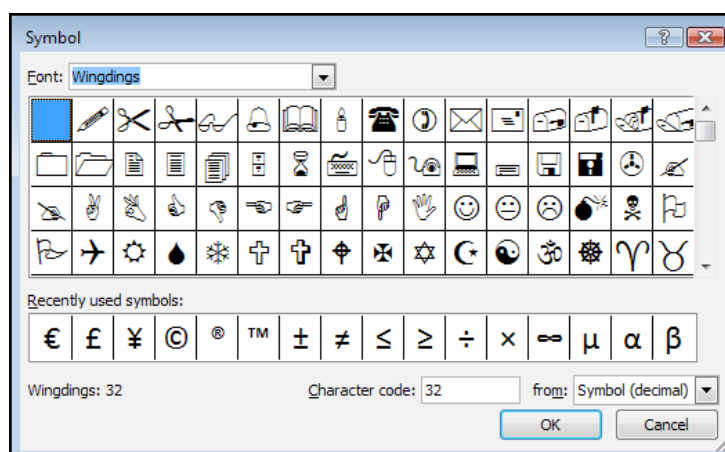 Symbol
Font: Wingdings
Recently used symbols:
€ £ ¥ © ® ™ ± ≠ ≤ ≥ ÷ × ∞ µ α β
Wingdings: 32 Character code: 32 from: Symbol (decimal)
OK Cancel